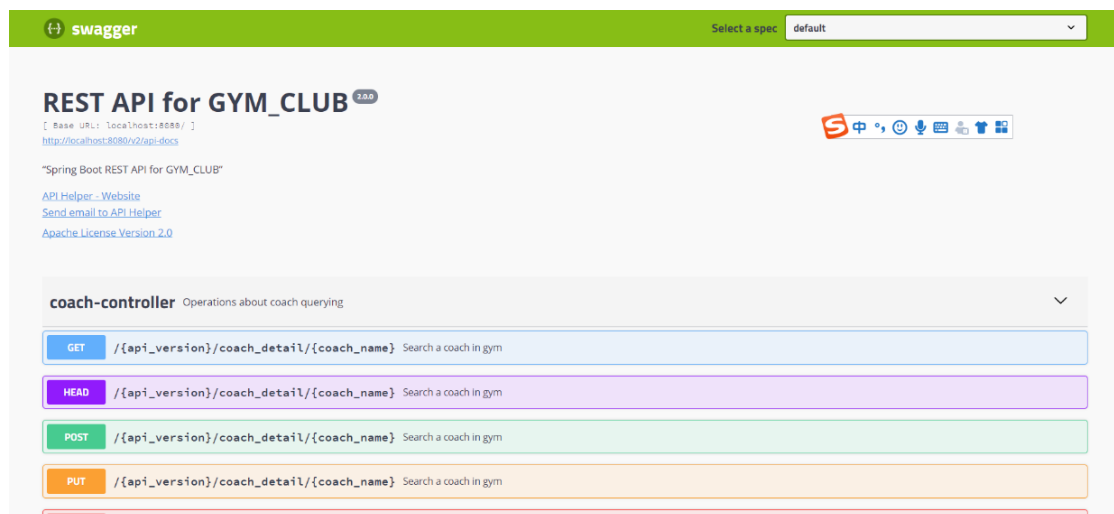 swagger
Select a spec default
REST API for GYM_CLUB 2.0.0
[ Base URL: localhost:8080/ ]
http://localhost:8080/v2/api-docs
中
"Spring Boot REST API for GYM_CLUB"
API Helper - Website
Send email to API Helper
Apache License Version 2.0
coach-controller Operations about coach querying
GET /{api_version}/coach_detail/{coach_name} Search a coach in gym
HEAD /{api_version}/coach_detail/{coach_name} Search a coach in gym
POST /{api_version}/coach_detail/{coach_name} Search a coach in gym
PUT /{api_version}/coach_detail/{coach_name} Search a coach in gym